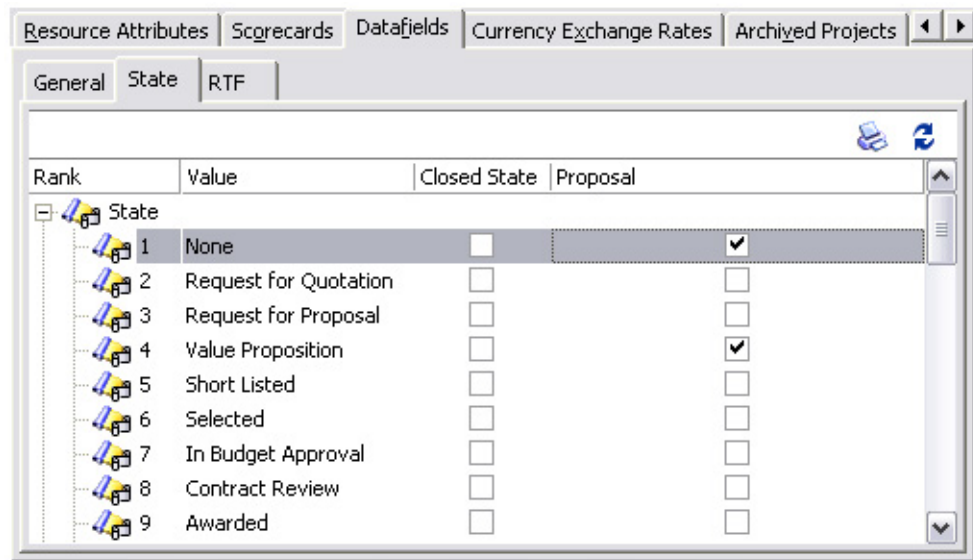 Resource Attributes Scorecards Datafields Currency Exchange Rates Archived Projects
General State RTF
Rank Value Closed State Proposal
State
1 None
2 Request for Quotation
3 Request for Proposal
4 Value Proposition
5 Short Listed
6 Selected
7 In Budget Approval
8 Contract Review
9 Awarded